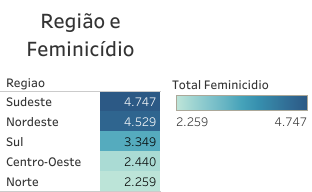 Região e
Feminicídio
Regiao
Sudeste 4.747
Nordeste 4.529
Sul 3.349
Centro-Oeste 2.440
Norte 2.259
Total Feminicidio
2.259 4.747